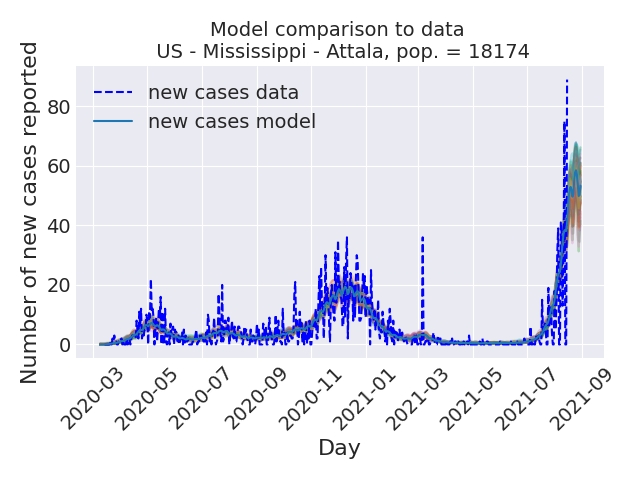 Model comparison to data
US - Mississippi - Attala, pop. = 18174
Number of new cases reported
new cases data
new cases model
80
60
40
20
0
2020-03
2020-05
2020-07
2020-09
2020-11
2021-01
2021-03
2021-05
2021-07
2021-09
Day